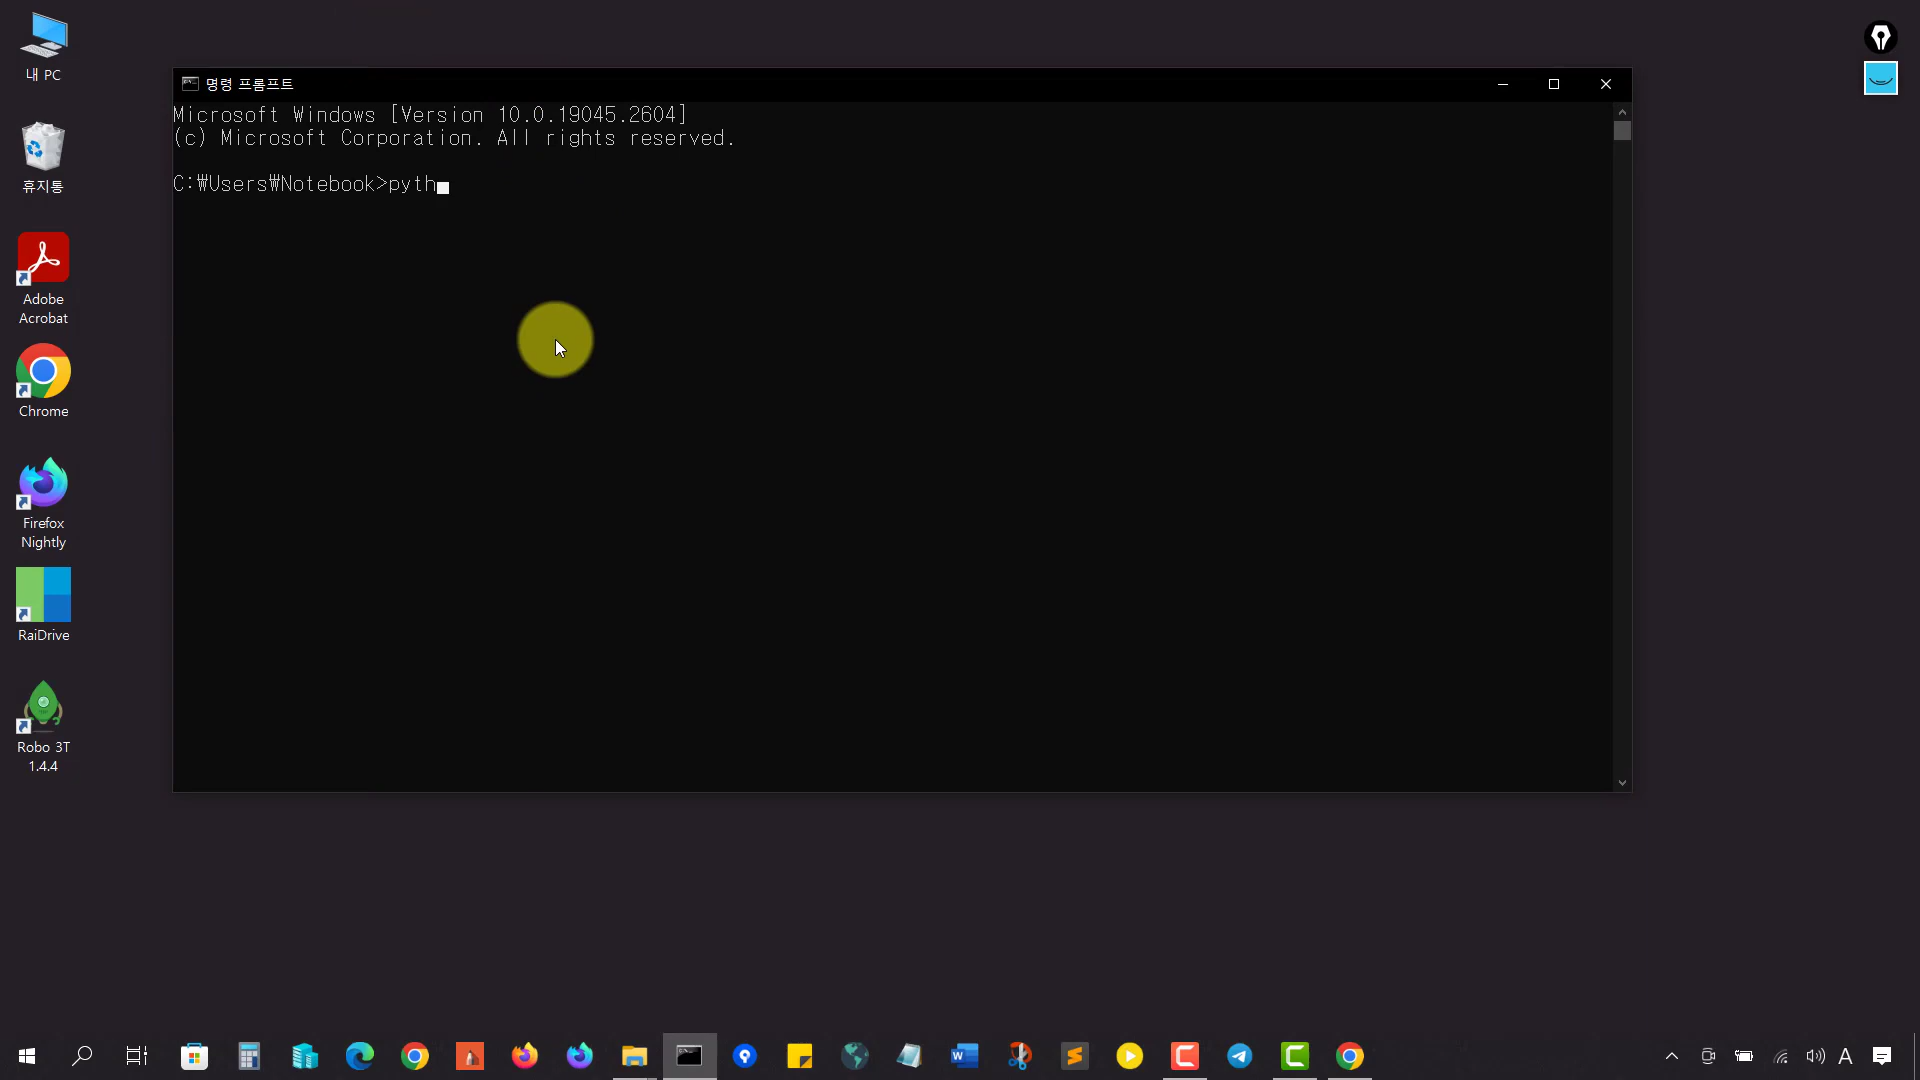 내 PC
휴지통
Adobe
Acrobat
Chrome
Firefox
Nightly
RaiDrive
Robo 3T
1.4.4
명령 프롬프트
Microsoft Windows [Version 10.0.19045.2604]
(c) Microsoft Corporation. All rights reserved.
C:₩Users₩Notebook>pyth
A